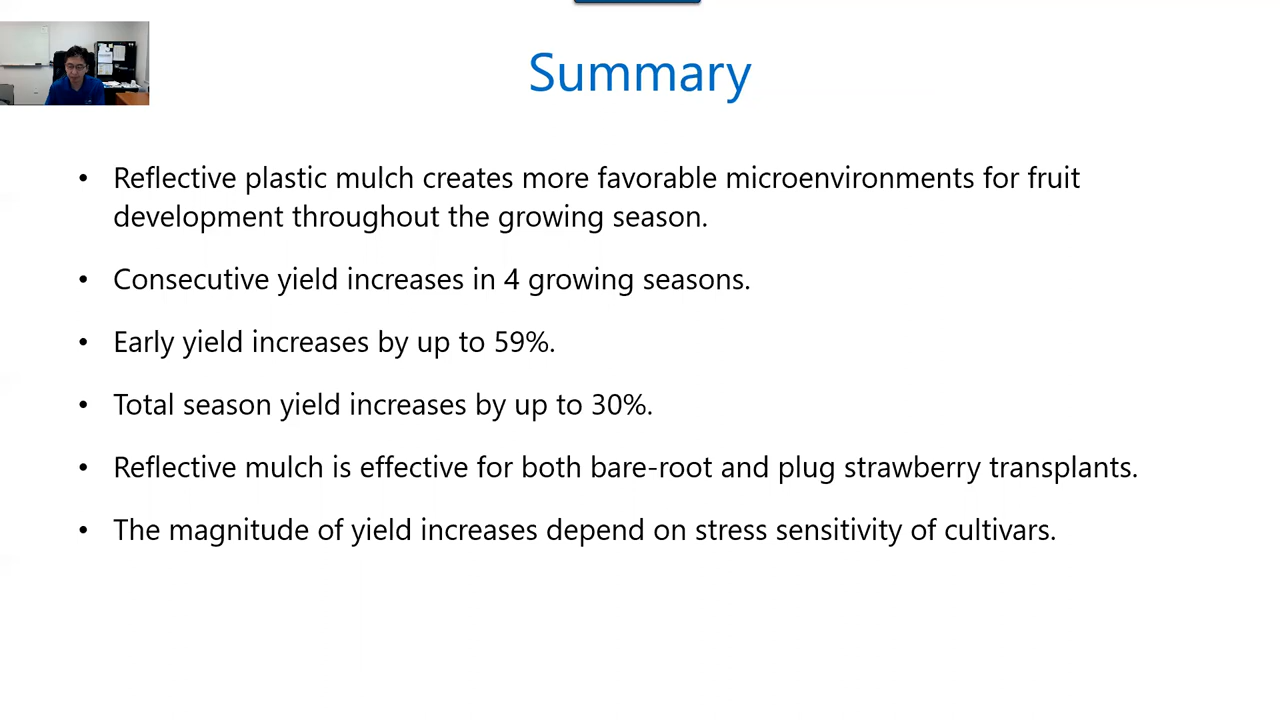 Summary
• Reflective plastic mulch creates more favorable microenvironments for fruit
development throughout the growing season.
• Consecutive yield increases in 4 growing seasons.
• Early yield increases by up to 59%.
• Total season yield increases by up to 30%.
• Reflective mulch is effective for both bare-root and plug strawberry transplants.
• The magnitude of yield increases depend on stress sensitivity of cultivars.